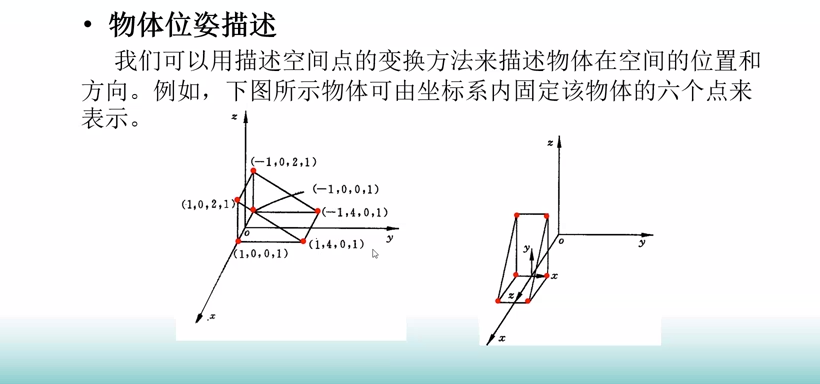 • 物体位姿描述
我们可以用描述空间点的变换方法来描述物体在空间的位置和
方向。例如，下图所示物体可由坐标系内固定该物体的六个点来
表示。
z
(−1,0,2,1)
(−1,0,0,1)
(1,0,2,1)
(−1,4,0,1)
o
y
(1,0,0,1)
(1,4,0,1)
x
z
o
y
y
x
z
x